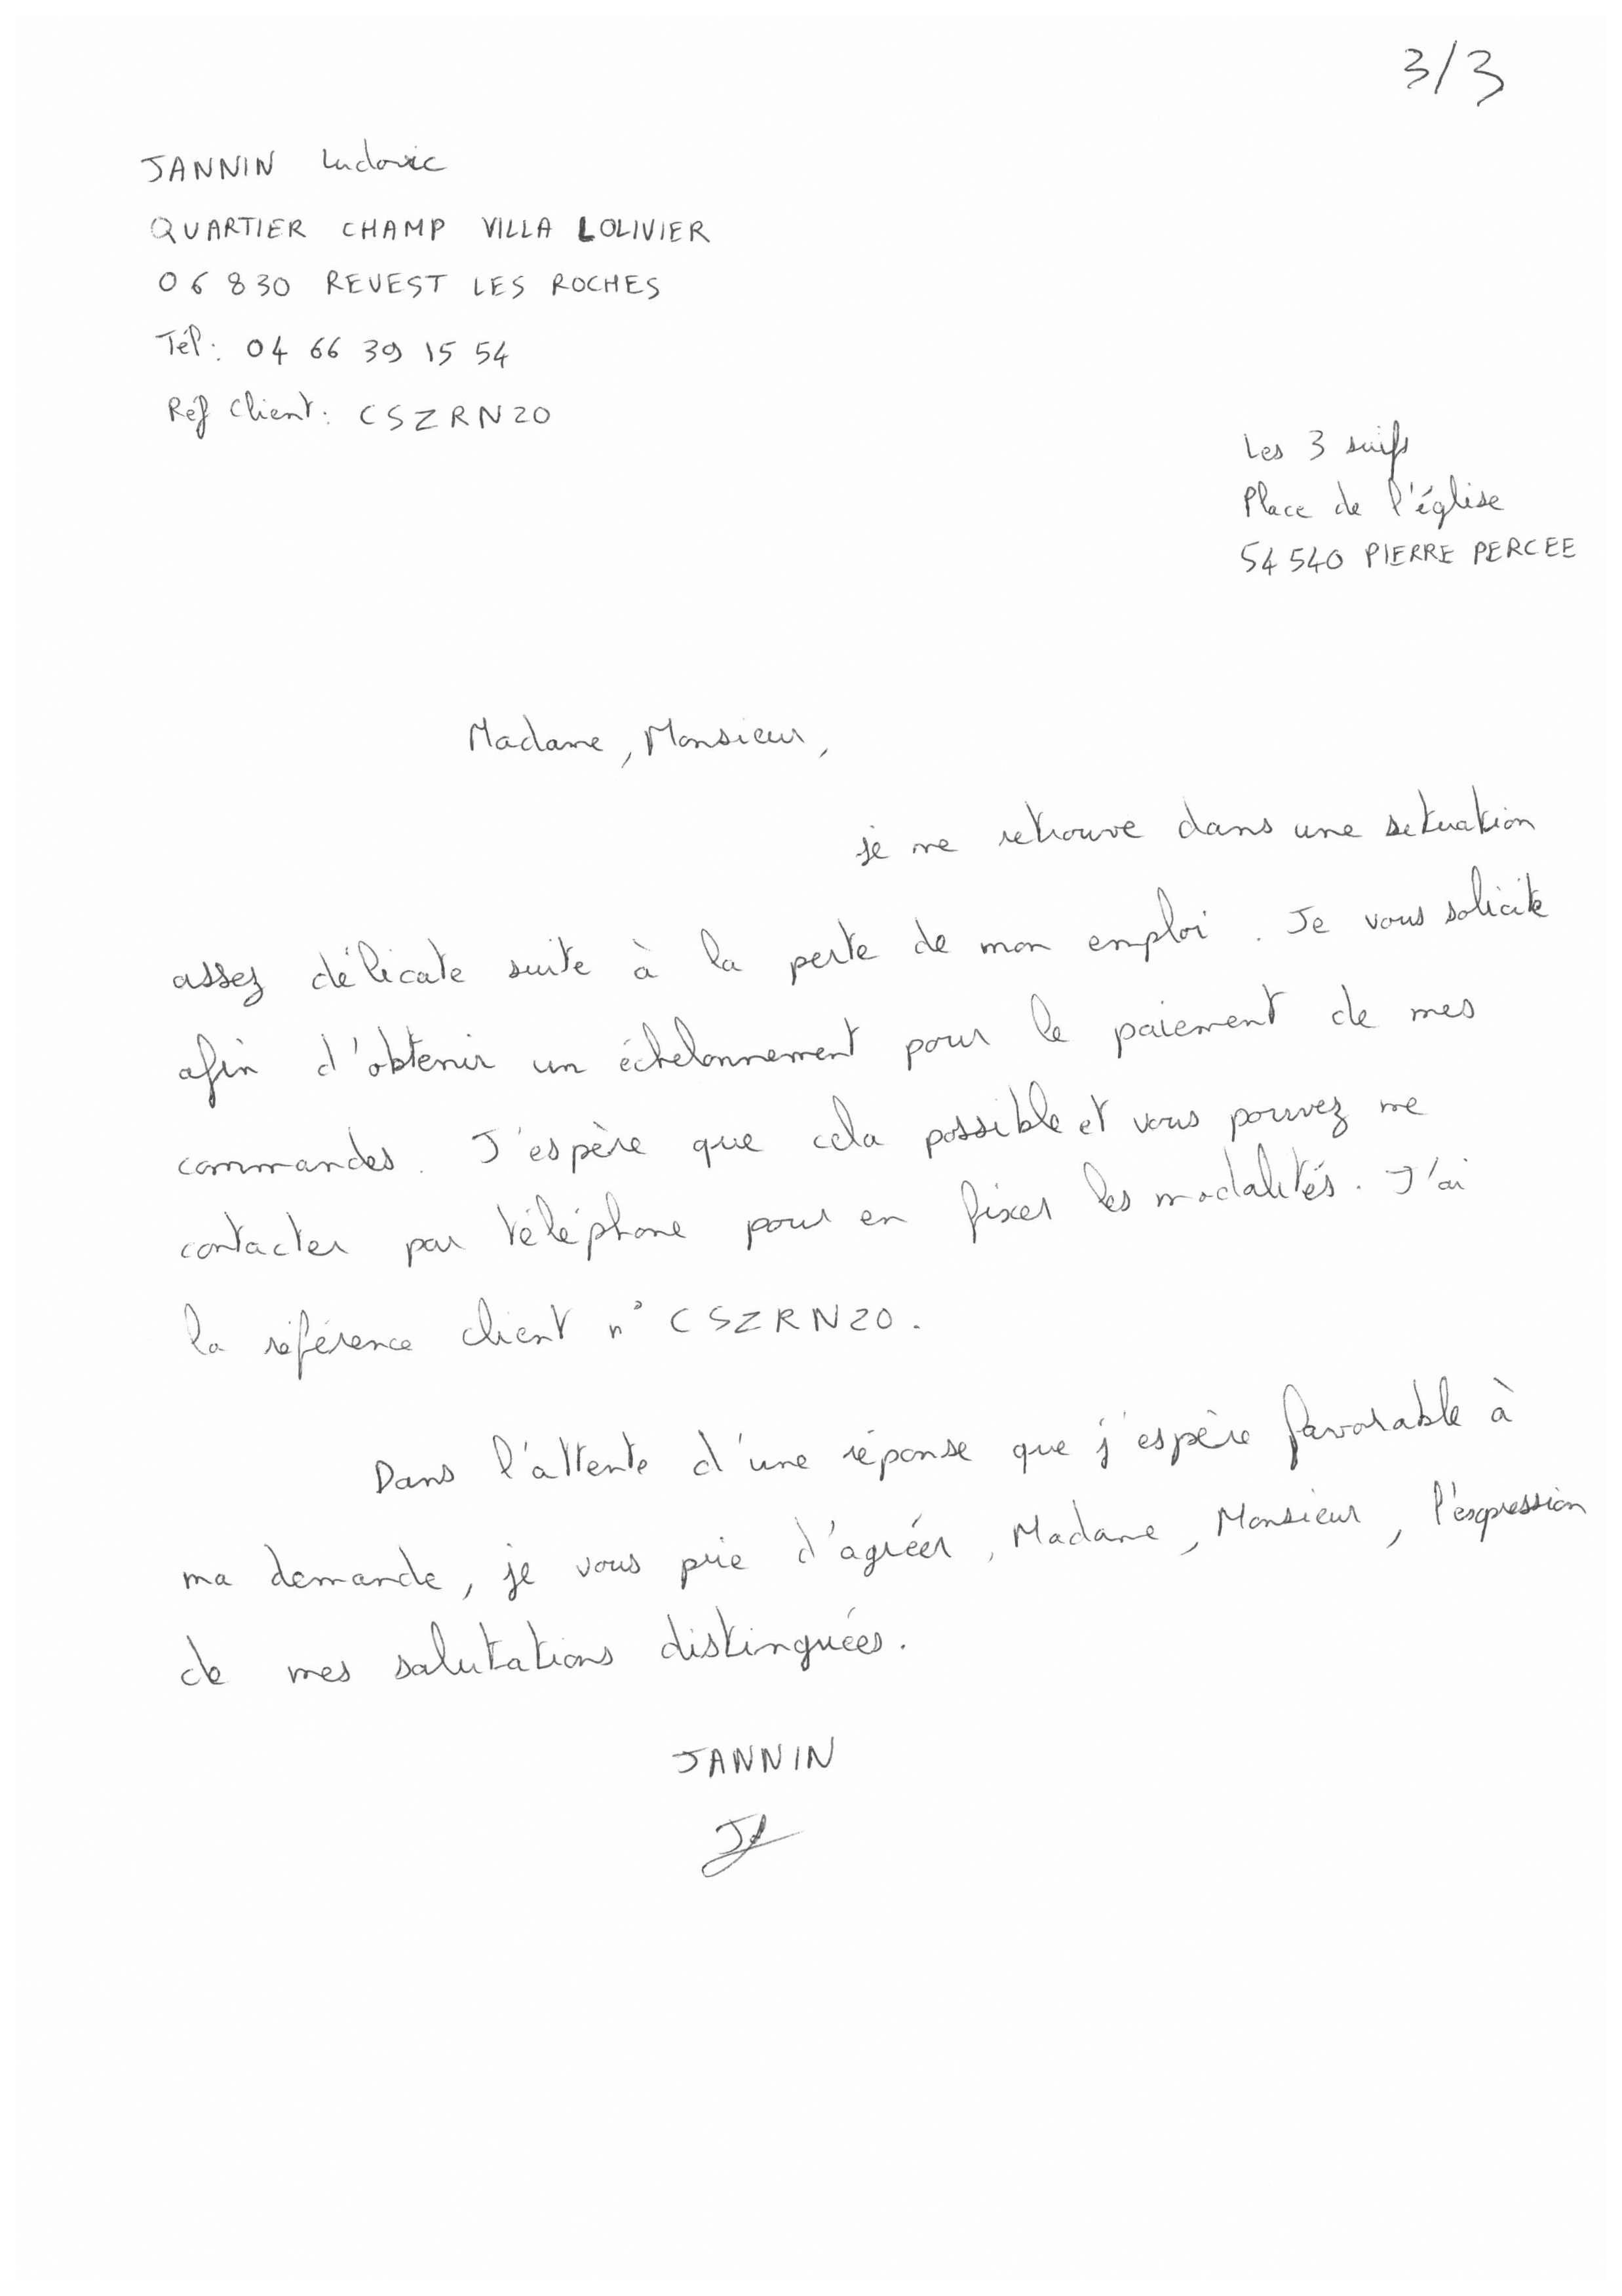 3/3
JANNIN Ludovic
QUARTIER CHAMP VILLA LOLIVIER
06 830 REVEST LES ROCHES
Tél : 04 66 39 15 54
Réf Client : CSZRN20
Les 3 suifs
Place de l'église
54 540 PIERRE PERCEE
Madame, Monsieur,
je me retrouve dans une situation
assez délicate suite à la perte de mon emploi. Je vous solicite
afin d'obtenir un échelonnement pour le paiement de mes
commandes. J'espère que cela possible et vous pouvez me
contacter par téléphone pour en fixer les modalités. J'ai
la référence client n° CSZRN20.
Dans l'attente d'une réponse que j'espère favorable à
ma demande, je vous prie d'agréer, Madame, Monsieur, l'expression
de mes salutations distinguées.
JANNIN